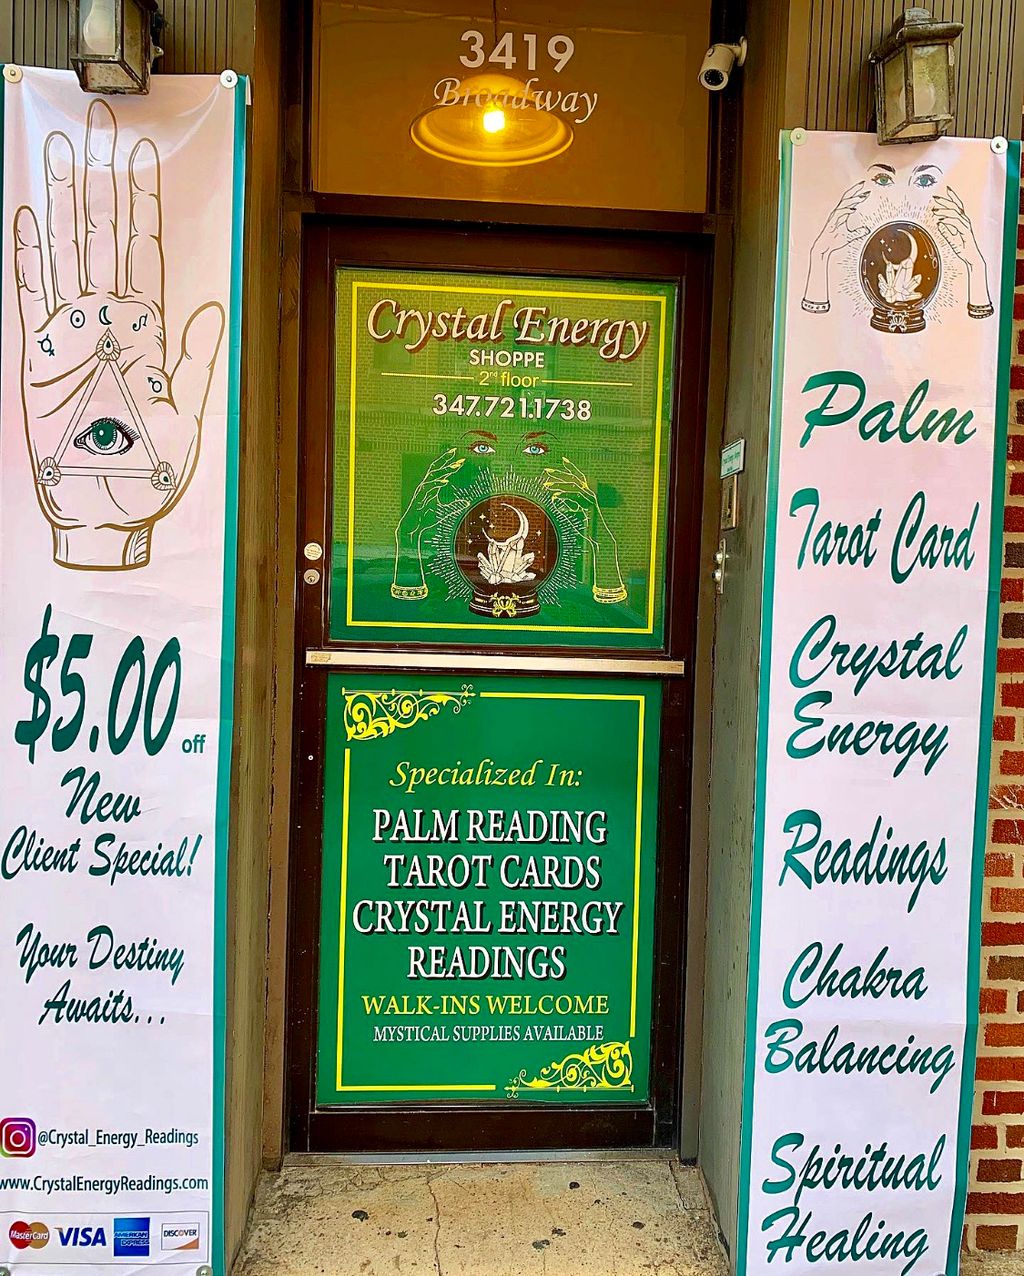 3419
Broadway
Crystal Energy
SHOPPE
2nd floor
347.721.1738
Specialized In:
PALM READING
TAROT CARDS
CRYSTAL ENERGY
READINGS
WALK-INS WELCOME
MYSTICAL SUPPLIES AVAILABLE
$5.00 off
New
Client Special!
Your Destiny
Awaits...
@Crystal_Energy_Readings
www.CrystalEnergyReadings.com
MasterCard VISA AMERICAN EXPRESS DISCOVER
Palm
Tarot Card
Crystal
Energy
Readings
Chakra
Balancing
Spiritual
Healing